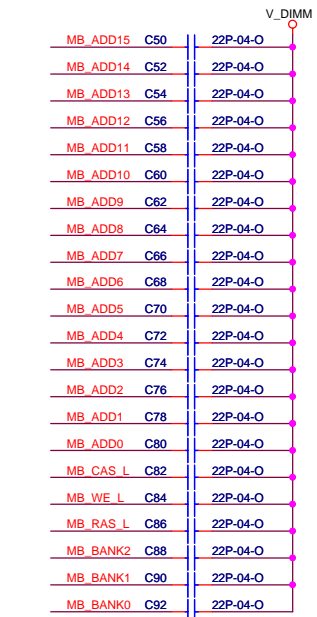 V_DIMM
MB_ADD15 C50 22P-04-O
MB_ADD14 C52 22P-04-O
MB_ADD13 C54 22P-04-O
MB_ADD12 C56 22P-04-O
MB_ADD11 C58 22P-04-O
MB_ADD10 C60 22P-04-O
MB_ADD9 C62 22P-04-O
MB_ADD8 C64 22P-04-O
MB_ADD7 C66 22P-04-O
MB_ADD6 C68 22P-04-O
MB_ADD5 C70 22P-04-O
MB_ADD4 C72 22P-04-O
MB_ADD3 C74 22P-04-O
MB_ADD2 C76 22P-04-O
MB_ADD1 C78 22P-04-O
MB_ADD0 C80 22P-04-O
MB_CAS_L C82 22P-04-O
MB_WE_L C84 22P-04-O
MB_RAS_L C86 22P-04-O
MB_BANK2 C88 22P-04-O
MB_BANK1 C90 22P-04-O
MB_BANK0 C92 22P-04-O